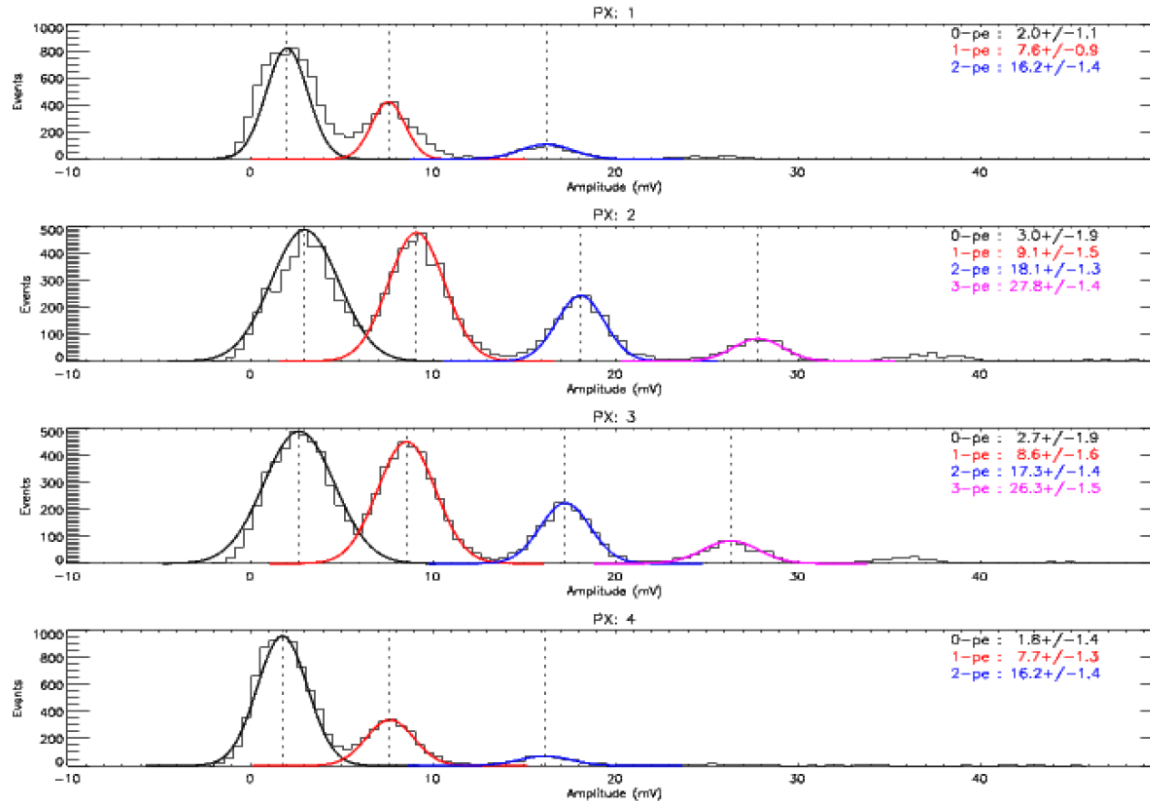 PX: 1
1000
800
600
400
200
0
Events
0-pe : 2.0+/-1.1
1-pe : 7.6+/-0.9
2-pe : 16.2+/-1.4
-10 0 10 20 30 40
Amplitude (mV)
PX: 2
500
400
300
200
100
0
Events
0-pe : 3.0+/-1.9
1-pe : 9.1+/-1.5
2-pe : 18.1+/-1.3
3-pe : 27.8+/-1.4
-10 0 10 20 30 40
Amplitude (mV)
PX: 3
500
400
300
200
100
0
Events
0-pe : 2.7+/-1.9
1-pe : 8.6+/-1.6
2-pe : 17.3+/-1.4
3-pe : 26.3+/-1.5
-10 0 10 20 30 40
Amplitude (mV)
PX: 4
1000
800
600
400
200
0
Events
0-pe : 1.8+/-1.4
1-pe : 7.7+/-1.3
2-pe : 16.2+/-1.4
-10 0 10 20 30 40
Amplitude (mV)